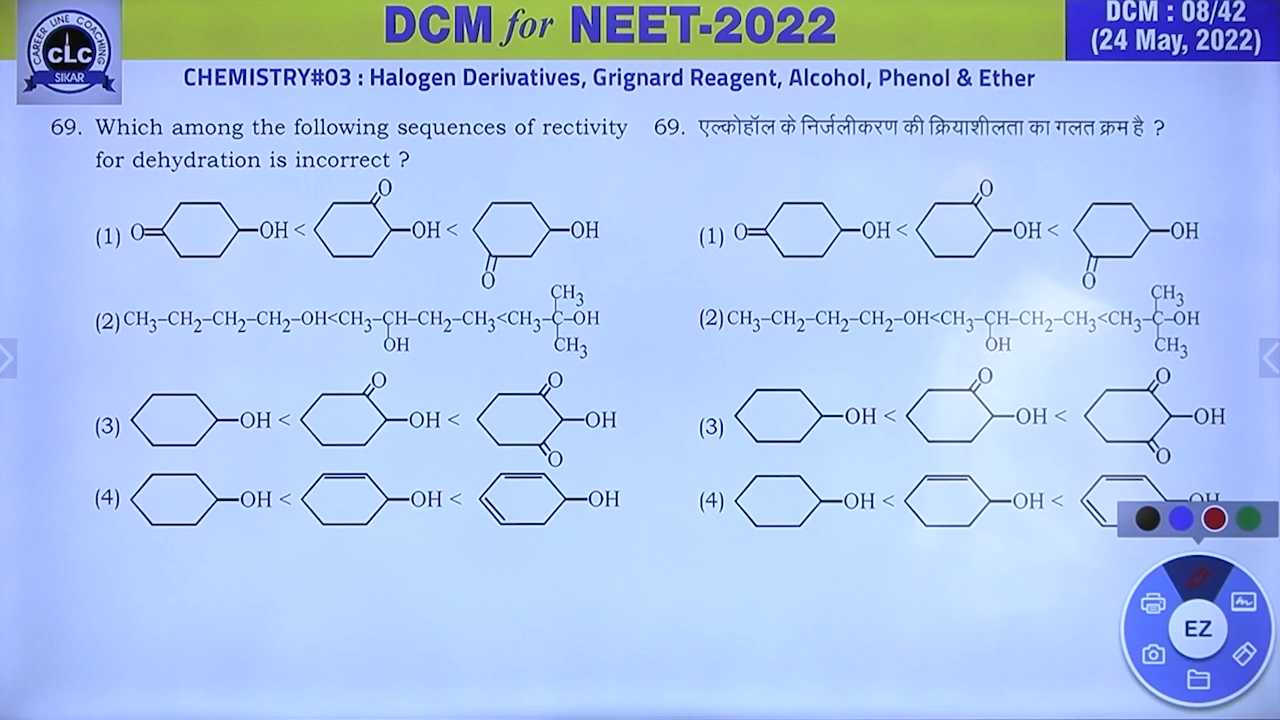 CAREER LINE COACHING
CLC
SIKAR
DCM for NEET-2022
DCM : 08/42
(24 May, 2022)
CHEMISTRY#03 : Halogen Derivatives, Grignard Reagent, Alcohol, Phenol & Ether
69. Which among the following sequences of rectivity
for dehydration is incorrect ?
(1) O= -OH < O -OH < O -OH
(2) CH3–CH2–CH2–CH2–OH<CH3–CH–CH2–CH3<CH3–C–OH
OH
CH3
CH3
(3) -OH < O -OH < O O -OH
(4) -OH < -OH < -OH
69. एल्कोहॉल के निर्जलीकरण की क्रियाशीलता का गलत क्रम है ?
(1) O= -OH < O -OH < O -OH
(2) CH3–CH2–CH2–CH2–OH<CH3–CH–CH2–CH3<CH3–C–OH
OH
CH3
CH3
(3) -OH < O -OH < O O -OH
(4) -OH < -OH <
EZ